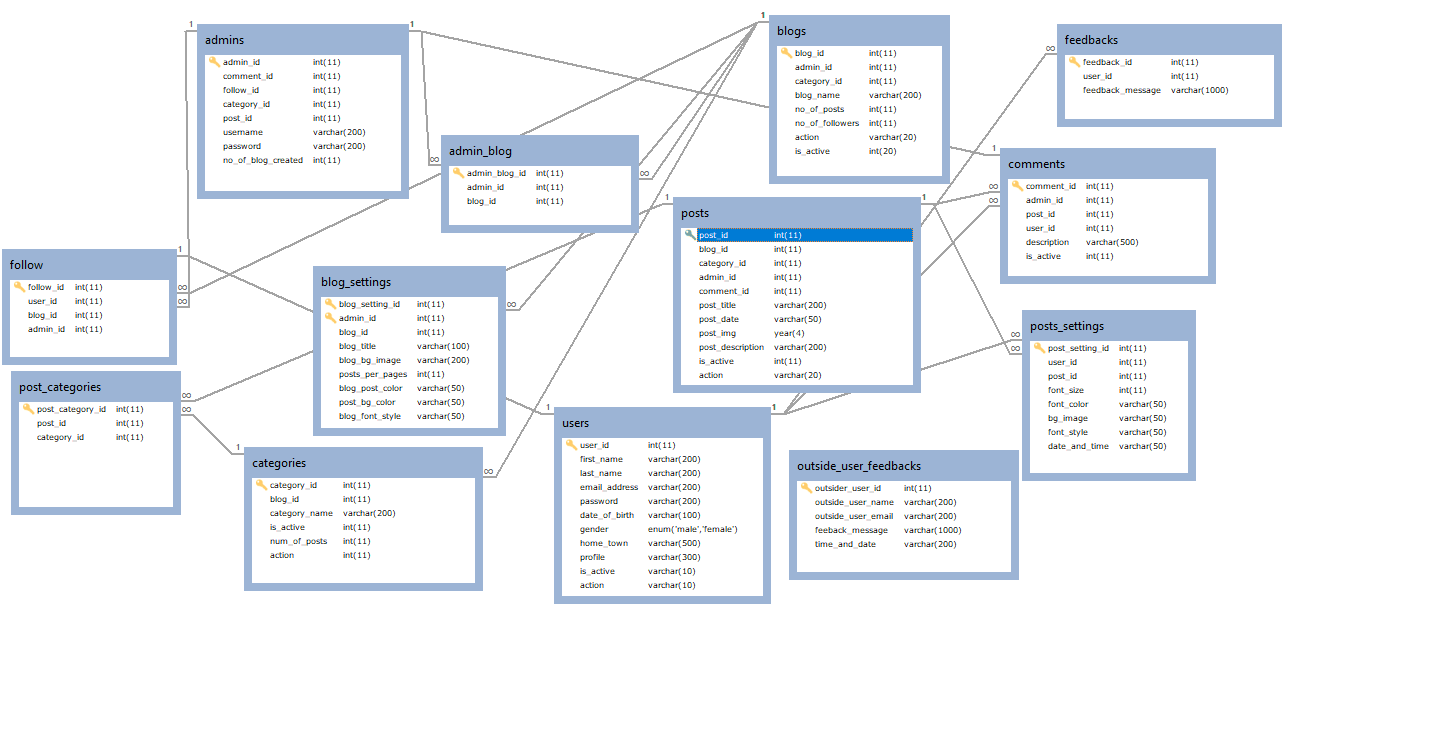 admins
admin_id int(11)
comment_id int(11)
follow_id int(11)
category_id int(11)
post_id int(11)
username varchar(200)
password varchar(200)
no_of_blog_created int(11)
1
1
admin_blog
admin_blog_id int(11)
admin_id int(11)
blog_id int(11)
∞
∞
blogs
blog_id int(11)
admin_id int(11)
category_id int(11)
blog_name varchar(200)
no_of_posts int(11)
no_of_followers int(11)
action varchar(20)
is_active int(20)
1
feedbacks
feedback_id int(11)
user_id int(11)
feedback_message varchar(1000)
∞
comments
comment_id int(11)
admin_id int(11)
post_id int(11)
user_id int(11)
description varchar(500)
is_active int(11)
1
∞
∞
follow
follow_id int(11)
user_id int(11)
blog_id int(11)
admin_id int(11)
1
∞
∞
blog_settings
blog_setting_id int(11)
admin_id int(11)
blog_id int(11)
blog_title varchar(100)
blog_bg_image varchar(200)
posts_per_pages int(11)
blog_post_color varchar(50)
post_bg_color varchar(50)
blog_font_style varchar(50)
∞
posts
post_id int(11)
blog_id int(11)
category_id int(11)
admin_id int(11)
comment_id int(11)
post_title varchar(200)
post_date varchar(50)
post_img year(4)
post_description varchar(200)
is_active int(11)
action varchar(20)
1
1
posts_settings
post_setting_id int(11)
user_id int(11)
post_id int(11)
font_size int(11)
font_color varchar(50)
bg_image varchar(50)
font_style varchar(50)
date_and_time varchar(50)
∞
∞
post_categories
post_category_id int(11)
post_id int(11)
category_id int(11)
∞
∞
categories
category_id int(11)
blog_id int(11)
category_name varchar(200)
is_active int(11)
num_of_posts int(11)
action int(11)
1
∞
users
user_id int(11)
first_name varchar(200)
last_name varchar(200)
email_address varchar(200)
password varchar(200)
date_of_birth varchar(100)
gender enum('male','female')
home_town varchar(500)
profile varchar(300)
is_active varchar(10)
action varchar(10)
1
1
outside_user_feedbacks
outsider_user_id int(11)
outside_user_name varchar(200)
outside_user_email varchar(200)
feeback_message varchar(1000)
time_and_date varchar(200)